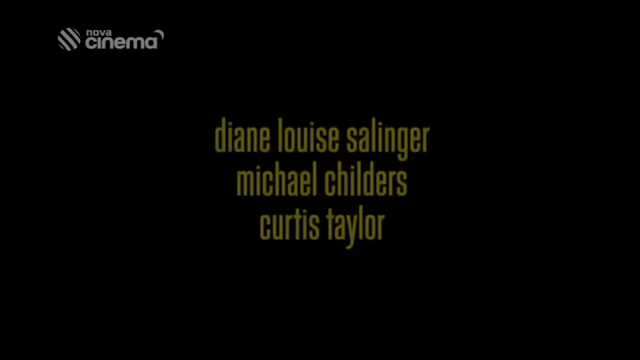 nova
cinema
diane louise salinger
michael childers
curtis taylor